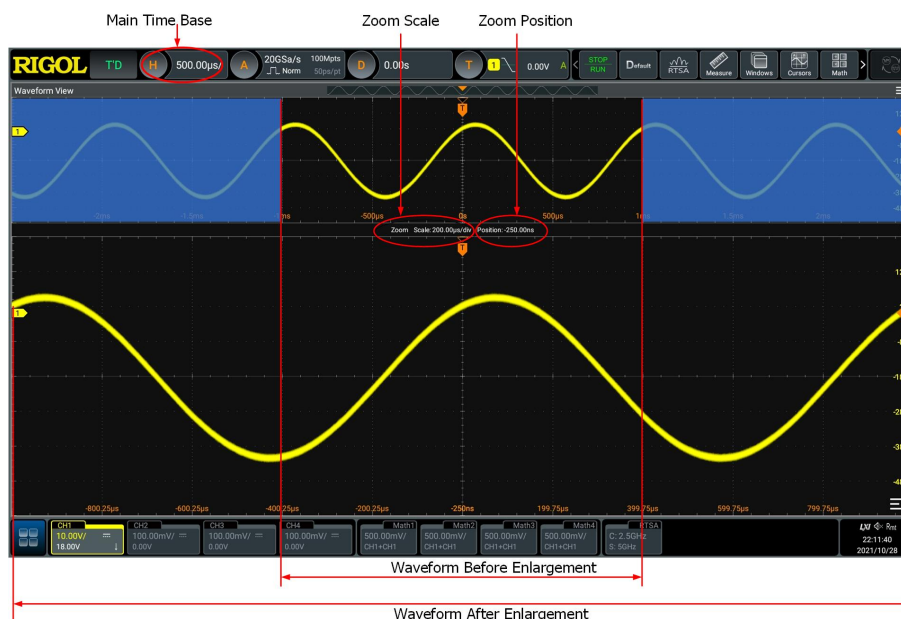 Main Time Base
Zoom Scale
Zoom Position
RIGOL T'D H 500.00μs/ A 20GSa/s 100Mpts Norm 50ps/pt D 0.00s T 1 0.00V A STOP RUN Default RTSA Measure Windows Cursors Math
Waveform View
T
1
-2ms -1.5ms -1ms -500μs 0s 500μs 1ms 1.5ms 2ms
Zoom Scale:200.00μs/div Position:-250.00ns
T
1
-800.25μs -600.25μs -400.25μs -200.25μs -250ns 199.75μs 399.75μs 599.75μs 799.75μs
CH1 CH2 CH3 CH4 Math1 Math2 Math3 Math4 RTSA
10.00V/ 100.00mV/ 100.00mV/ 100.00mV/ 500.00mV/ 500.00mV/ 500.00mV/ 500.00mV/ C: 2.5GHz LXI Rmt
18.00V 0.00V 0.00V 0.00V CH1+CH1 CH1+CH1 CH1+CH1 CH1+CH1 S: 5GHz 22:11:40
2021/10/28
Waveform Before Enlargement
Waveform After Enlargement